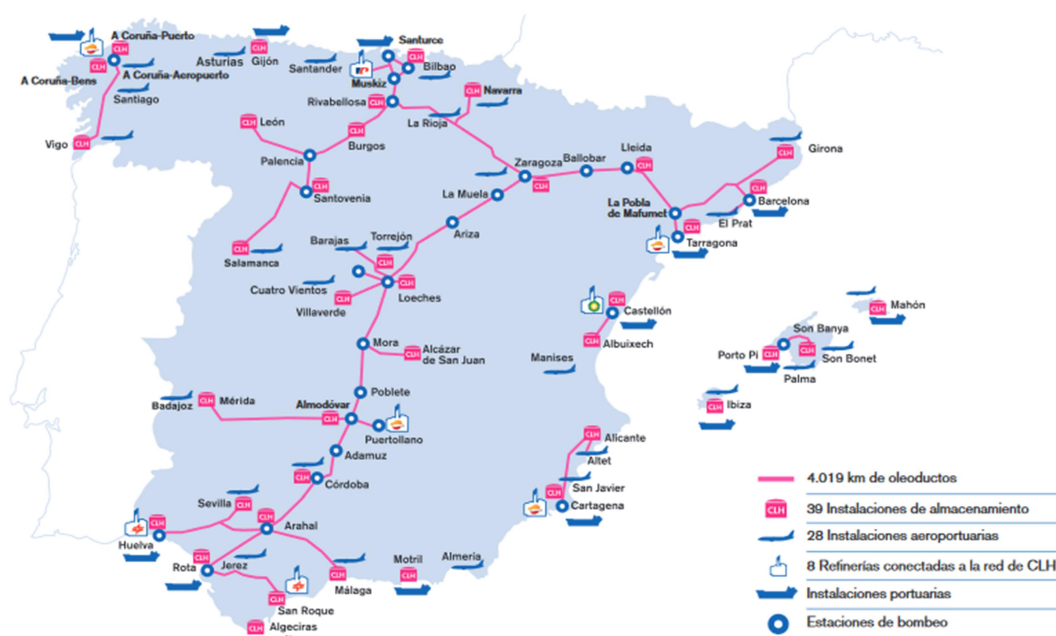 A Coruña-Puerto
A Coruña-Bens
A Coruña-Aeropuerto
Santiago
Vigo
Asturias
Gijón
Santander
Santurce
Bilbao
Muskiz
Rivabellosa
Navarra
La Rioja
León
Burgos
Palencia
Santovenia
Salamanca
Zaragoza
Ballobar
Lleida
Girona
La Muela
La Pobla
de Mafumet
Barcelona
El Prat
Tarragona
Ariza
Barajas
Torrejón
Cuatro Vientos
Loeches
Villaverde
Castellón
Albuixech
Manises
Mahón
Son Banya
Porto Pi
Son Bonet
Palma
Ibiza
Mora
Alcázar
de San Juan
Poblete
Badajoz
Mérida
Almodóvar
Puertollano
Adamuz
Córdoba
Alicante
Altet
San Javier
Cartagena
Sevilla
Huelva
Arahal
Rota
Jerez
Málaga
Motril
Almería
San Roque
Algeciras
4.019 km de oleoductos
CLH 39 Instalaciones de almacenamiento
28 Instalaciones aeroportuarias
8 Refinerías conectadas a la red de CLH
Instalaciones portuarias
Estaciones de bombeo